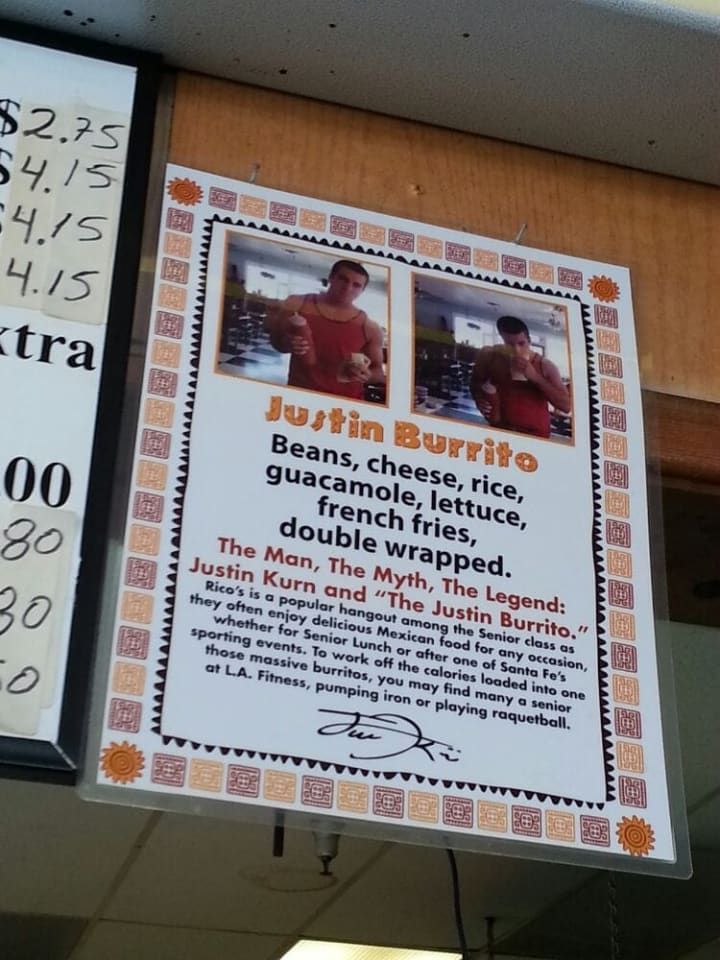 $2.75
$4.15
4.15
4.15
xtra
00
80
Justin Burrito
Beans, cheese, rice,
guacamole, lettuce,
french fries,
double wrapped.
The Man, The Myth, The Legend:
Justin Kurn and “The Justin Burrito.”
Rico's is a popular hangout among the Senior class as
they often enjoy delicious Mexican food for any occasion,
whether for Senior Lunch or after one of Santa Fe's
sporting events. To work off the calories loaded into one
those massive burritos, you may find many a senior
at L.A. Fitness, pumping iron or playing raquetball.